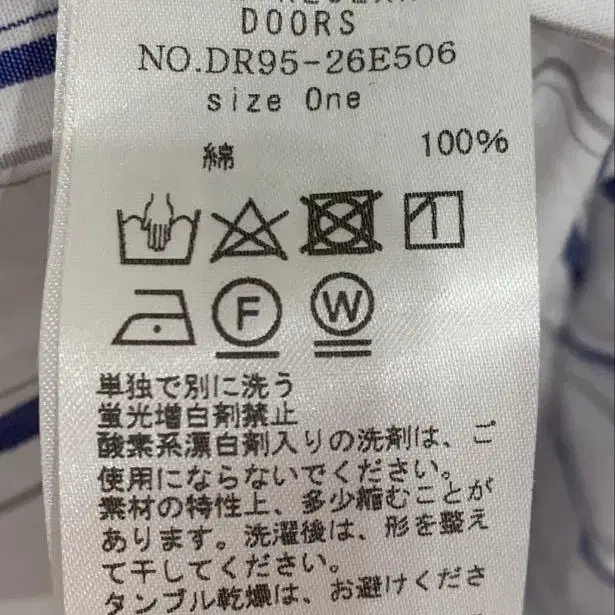 DOORS
NO.DR95-26E506
size One
綿 100%
F W
単独で別に洗う
蛍光増白剤禁止
酸素系漂白剤入りの洗剤は、ご
使用にならないでください。
素材の特性上、多少縮むことが
あります。洗濯後は、形を整え
て干してください。
タンブル乾燥は、お避けくださ